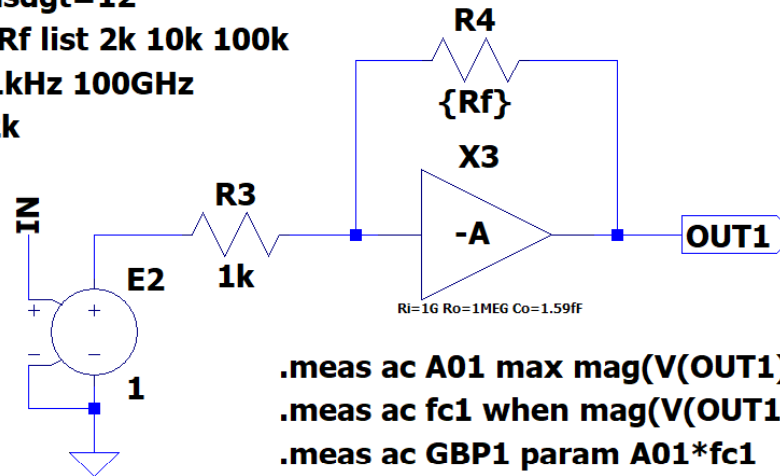 Rf list 2k 10k 100k
kHz 100GHz
k
R4
{Rf}
X3
R3
IN
-A
OUT1
E2
1k
Ri=1G Ro=1MEG Co=1.59fF
1
.meas ac A01 max mag(V(OUT1)
.meas ac fc1 when mag(V(OUT1
.meas ac GBP1 param A01*fc1